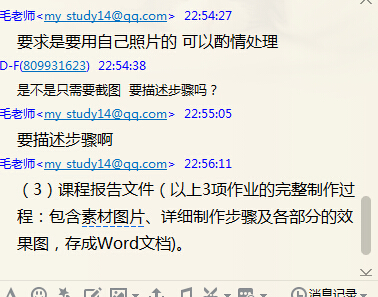 毛老师<my_study14@qq.com> 22:54:27
要求是要用自己照片的 可以酌情处理
D-F(809931623) 22:54:38
是不是只需要截图 要描述步骤吗？
毛老师<my_study14@qq.com> 22:55:05
要描述步骤啊
毛老师<my_study14@qq.com> 22:56:11
（3）课程报告文件（以上3项作业的完整制作过
程：包含素材图片、详细制作步骤及各部分的效
果图，存成Word文档)。
消息记录